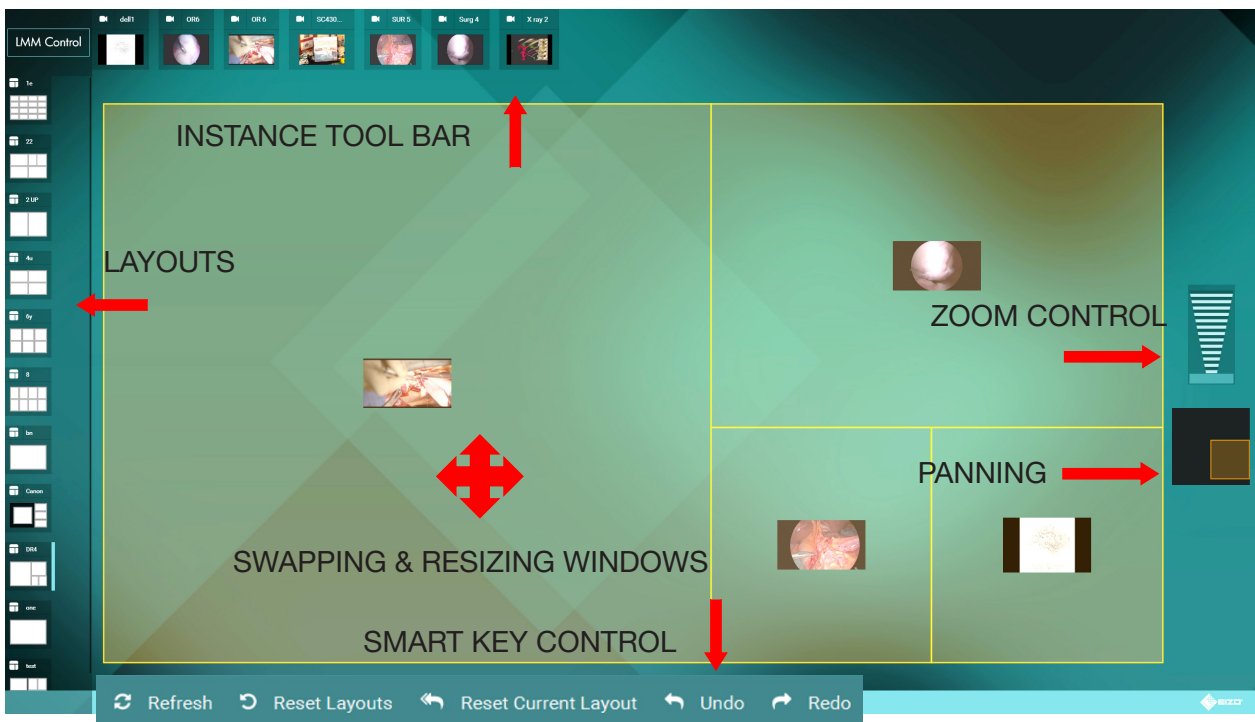 LMM Control
dell1
OR6
OR 6
SC430...
SUR 5
Surg 4
X ray 2
1e
22
2 UP
4u
6y
8
bn
Canon
DR4
one
test
INSTANCE TOOL BAR
LAYOUTS
ZOOM CONTROL
PANNING
SWAPPING & RESIZING WINDOWS
SMART KEY CONTROL
Refresh Reset Layouts Reset Current Layout Undo Redo
EIZO